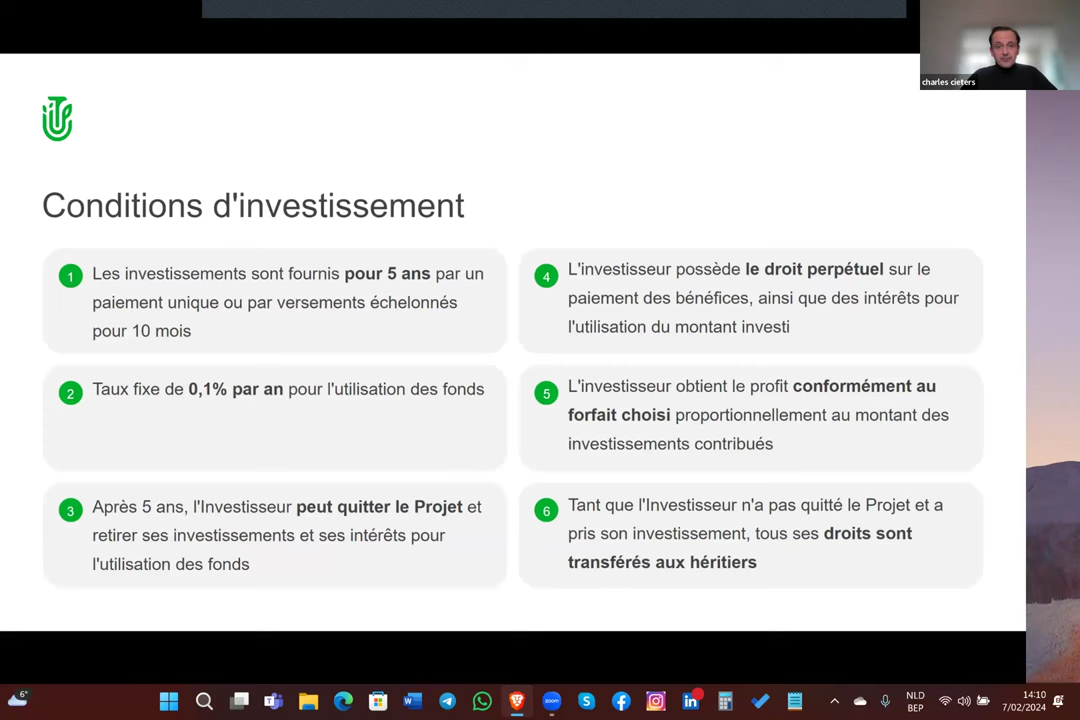 charles cieters
Conditions d'investissement
1
Les investissements sont fournis pour 5 ans par un
paiement unique ou par versements échelonnés
pour 10 mois
2
Taux fixe de 0,1% par an pour l'utilisation des fonds
3
Après 5 ans, l'Investisseur peut quitter le Projet et
retirer ses investissements et ses intérêts pour
l'utilisation des fonds
4
L'investisseur possède le droit perpétuel sur le
paiement des bénéfices, ainsi que des intérêts pour
l'utilisation du montant investi
5
L'investisseur obtient le profit conformément au
forfait choisi proportionnellement au montant des
investissements contribués
6
Tant que l'Investisseur n'a pas quitté le Projet et a
pris son investissement, tous ses droits sont
transférés aux héritiers
6°
zoom
NLD
BEP
14:10
7/02/2024